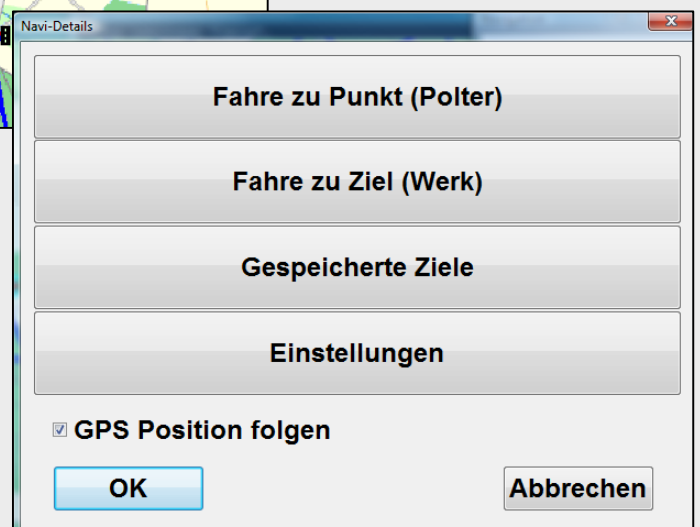 Navi-Details
Fahre zu Punkt (Polter)
Fahre zu Ziel (Werk)
Gespeicherte Ziele
Einstellungen
GPS Position folgen
OK
Abbrechen